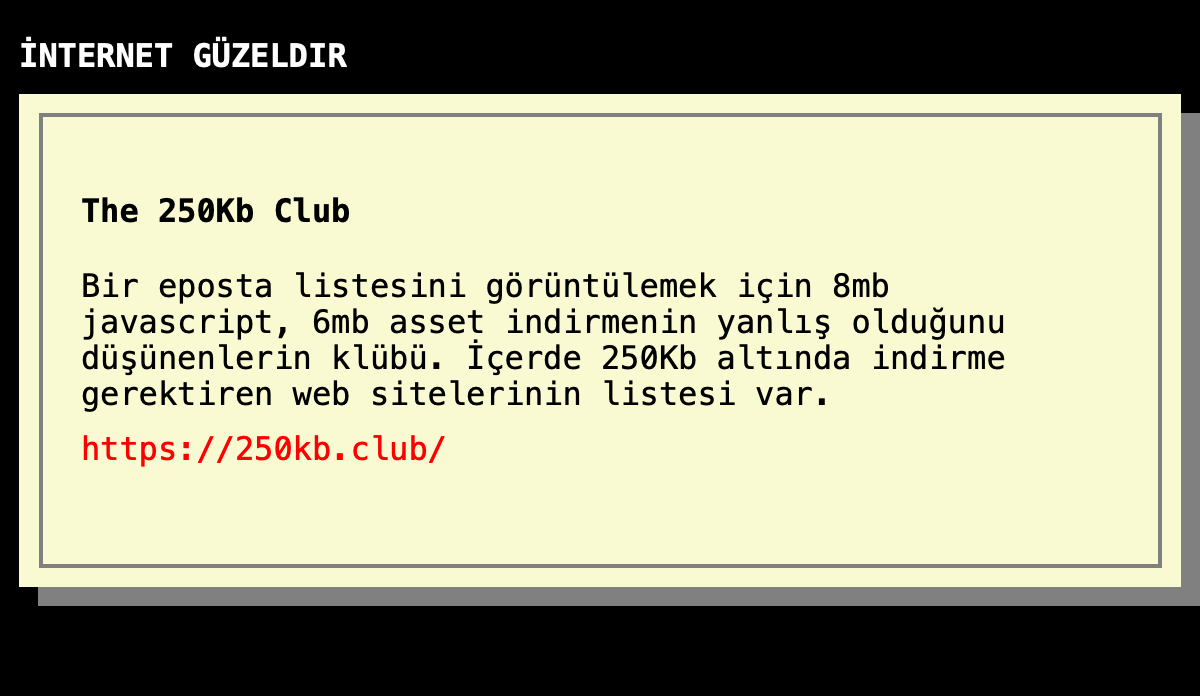 İNTERNET GÜZELDIR
The 250Kb Club
Bir eposta listesini görüntülemek için 8mb
javascript, 6mb asset indirmenin yanlış olduğunu
düşünenlerin klübü. İçerde 250Kb altında indirme
gerektiren web sitelerinin listesi var.
https://250kb.club/